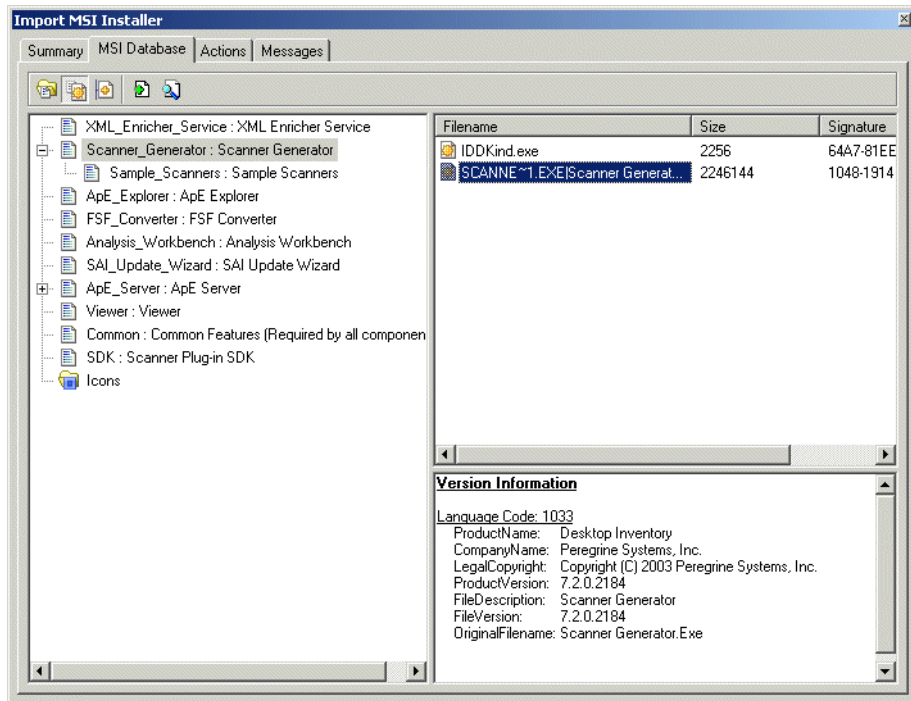 Import MSI Installer
Summary MSI Database Actions Messages
XML_Enricher_Service : XML Enricher Service
Scanner_Generator : Scanner Generator
Sample_Scanners : Sample Scanners
ApE_Explorer : ApE Explorer
FSF_Converter : FSF Converter
Analysis_Workbench : Analysis Workbench
SAI_Update_Wizard : SAI Update Wizard
ApE_Server : ApE Server
Viewer : Viewer
Common : Common Features (Required by all componen
SDK : Scanner Plug-in SDK
Icons
Filename Size Signature
IDDKind.exe 2256 64A7-81EE
SCANNE~1.EXE|Scanner Generat... 2246144 1048-1914
Version Information
Language Code: 1033
ProductName: Desktop Inventory
CompanyName: Peregrine Systems, Inc.
LegalCopyright: Copyright (C) 2003 Peregrine Systems, Inc.
ProductVersion: 7.2.0.2184
FileDescription: Scanner Generator
FileVersion: 7.2.0.2184
OriginalFilename: Scanner Generator.Exe